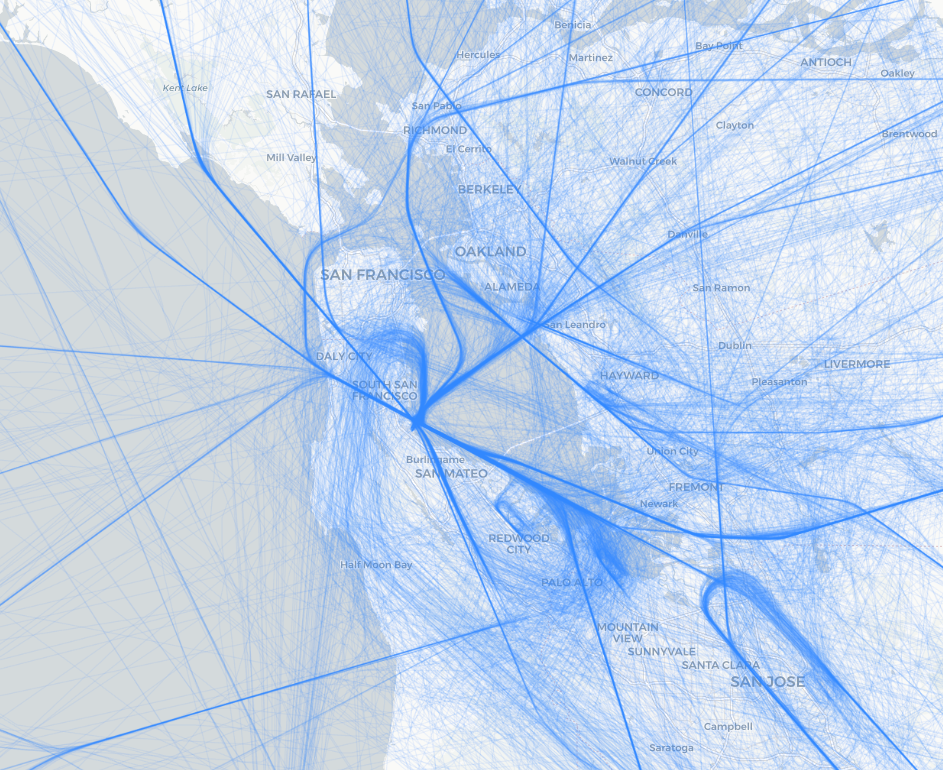 Benicia
Hercules
Martinez
Bay Point
ANTIOCH
Oakley
Kent Lake
SAN RAFAEL
CONCORD
San Pablo
RICHMOND
Clayton
Brentwood
El Cerrito
Mill Valley
Walnut Creek
BERKELEY
Danville
OAKLAND
SAN FRANCISCO
ALAMEDA
San Ramon
San Leandro
Dublin
DALY CITY
LIVERMORE
HAYWARD
Pleasanton
SOUTH SAN
FRANCISCO
Union City
Burlingame
SAN MATEO
FREMONT
Newark
REDWOOD
CITY
Half Moon Bay
PALO ALTO
MOUNTAIN
VIEW
SUNNYVALE
SANTA CLARA
SAN JOSE
Campbell
Saratoga